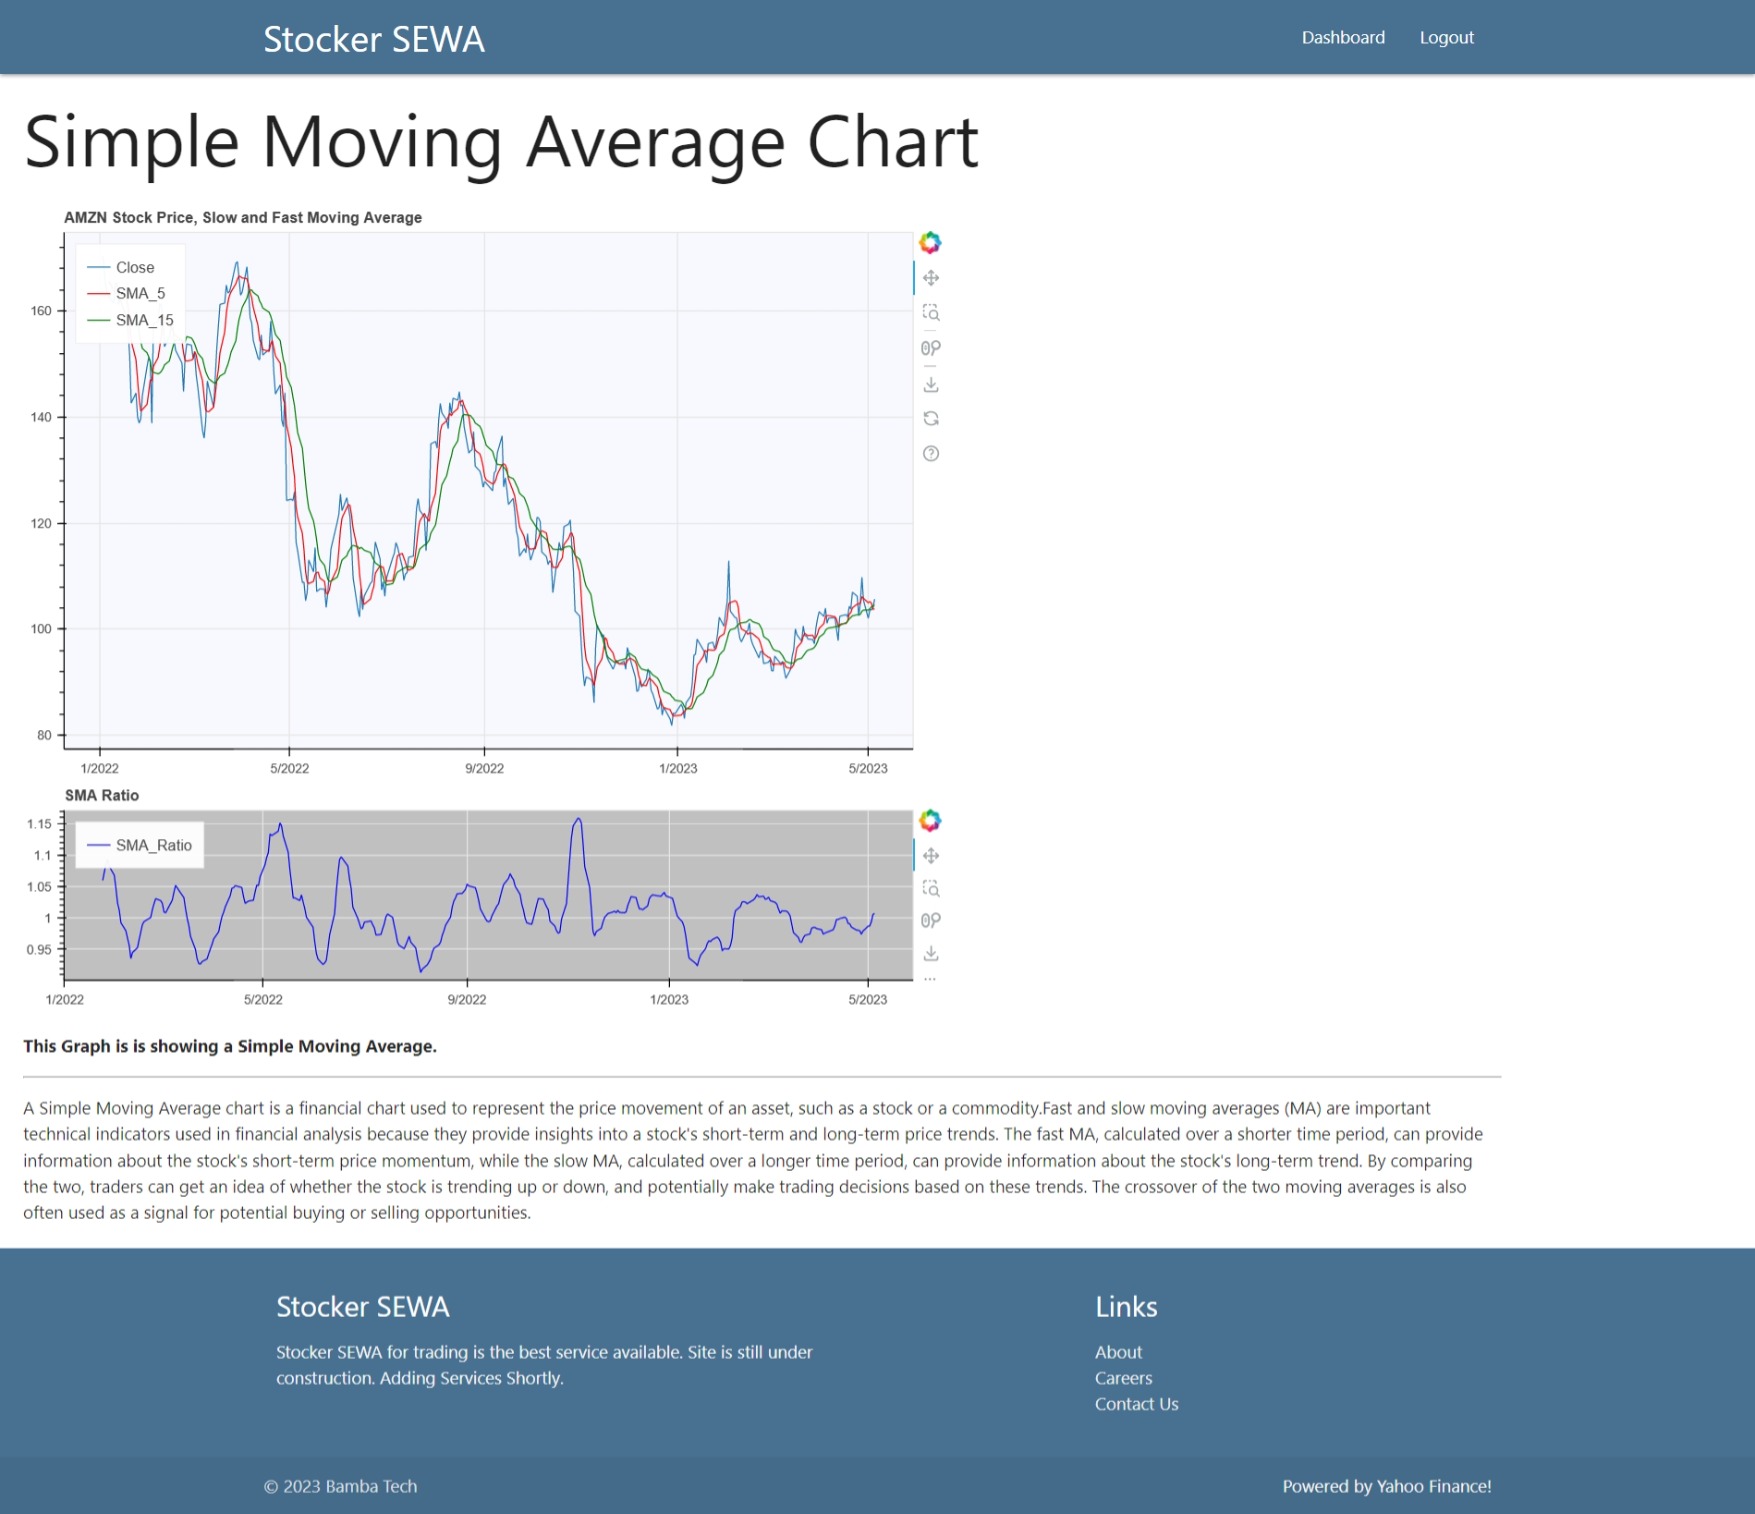 Stocker SEWA
Dashboard
Logout
Simple Moving Average Chart
AMZN Stock Price, Slow and Fast Moving Average
Close
SMA_5
SMA_15
160
140
120
100
80
1/2022
5/2022
9/2022
1/2023
5/2023
SMA Ratio
SMA_Ratio
1.15
1.1
1.05
1
0.95
1/2022
5/2022
9/2022
1/2023
5/2023
This Graph is is showing a Simple Moving Average.
A Simple Moving Average chart is a financial chart used to represent the price movement of an asset, such as a stock or a commodity.Fast and slow moving averages (MA) are important
technical indicators used in financial analysis because they provide insights into a stock's short-term and long-term price trends. The fast MA, calculated over a shorter time period, can provide
information about the stock's short-term price momentum, while the slow MA, calculated over a longer time period, can provide information about the stock's long-term trend. By comparing
the two, traders can get an idea of whether the stock is trending up or down, and potentially make trading decisions based on these trends. The crossover of the two moving averages is also
often used as a signal for potential buying or selling opportunities.
Stocker SEWA
Stocker SEWA for trading is the best service available. Site is still under
construction. Adding Services Shortly.
Links
About
Careers
Contact Us
© 2023 Bamba Tech
Powered by Yahoo Finance!